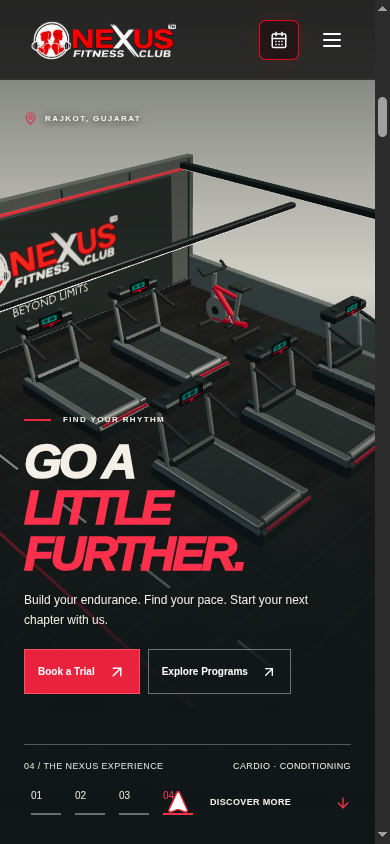 NEXUS
FITNESS CLUB
TM
RAJKOT, GUJARAT
NEXUS
FITNESS CLUB
BEYOND LIMITS
FIND YOUR RHYTHM
GO A
LITTLE
FURTHER.
Build your endurance. Find your pace. Start your next
chapter with us.
Book a Trial
Explore Programs
04 / THE NEXUS EXPERIENCE
CARDIO · CONDITIONING
01
02
03
04
DISCOVER MORE